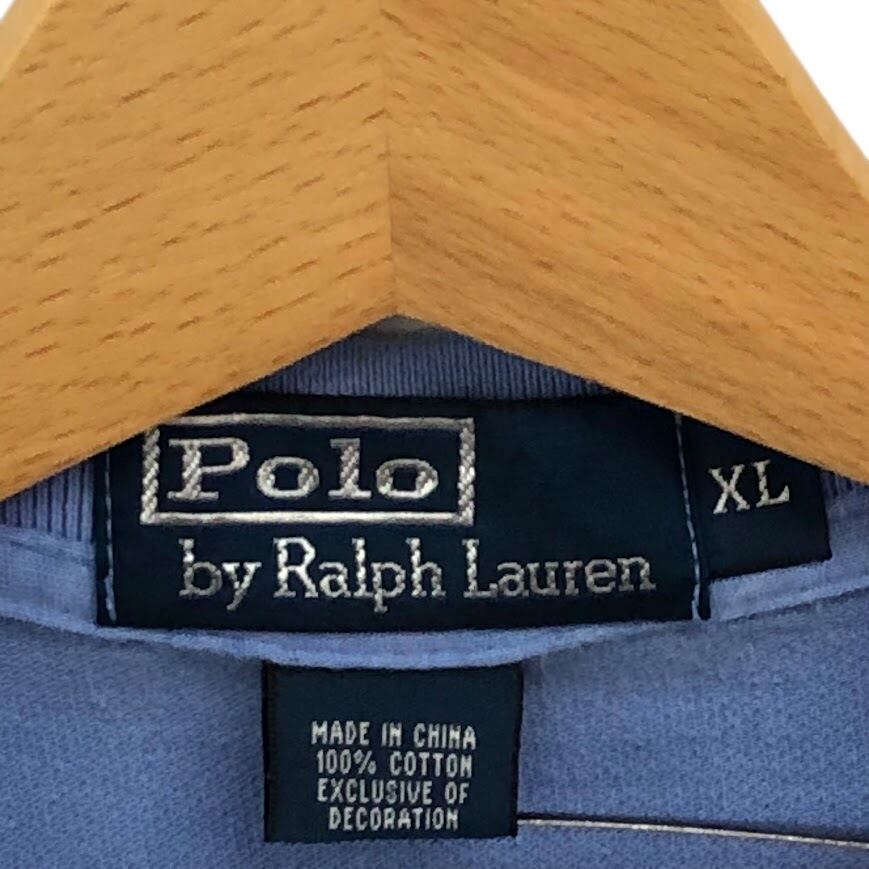 Polo
by Ralph Lauren
XL
MADE IN CHINA
100% COTTON
EXCLUSIVE OF
DECORATION